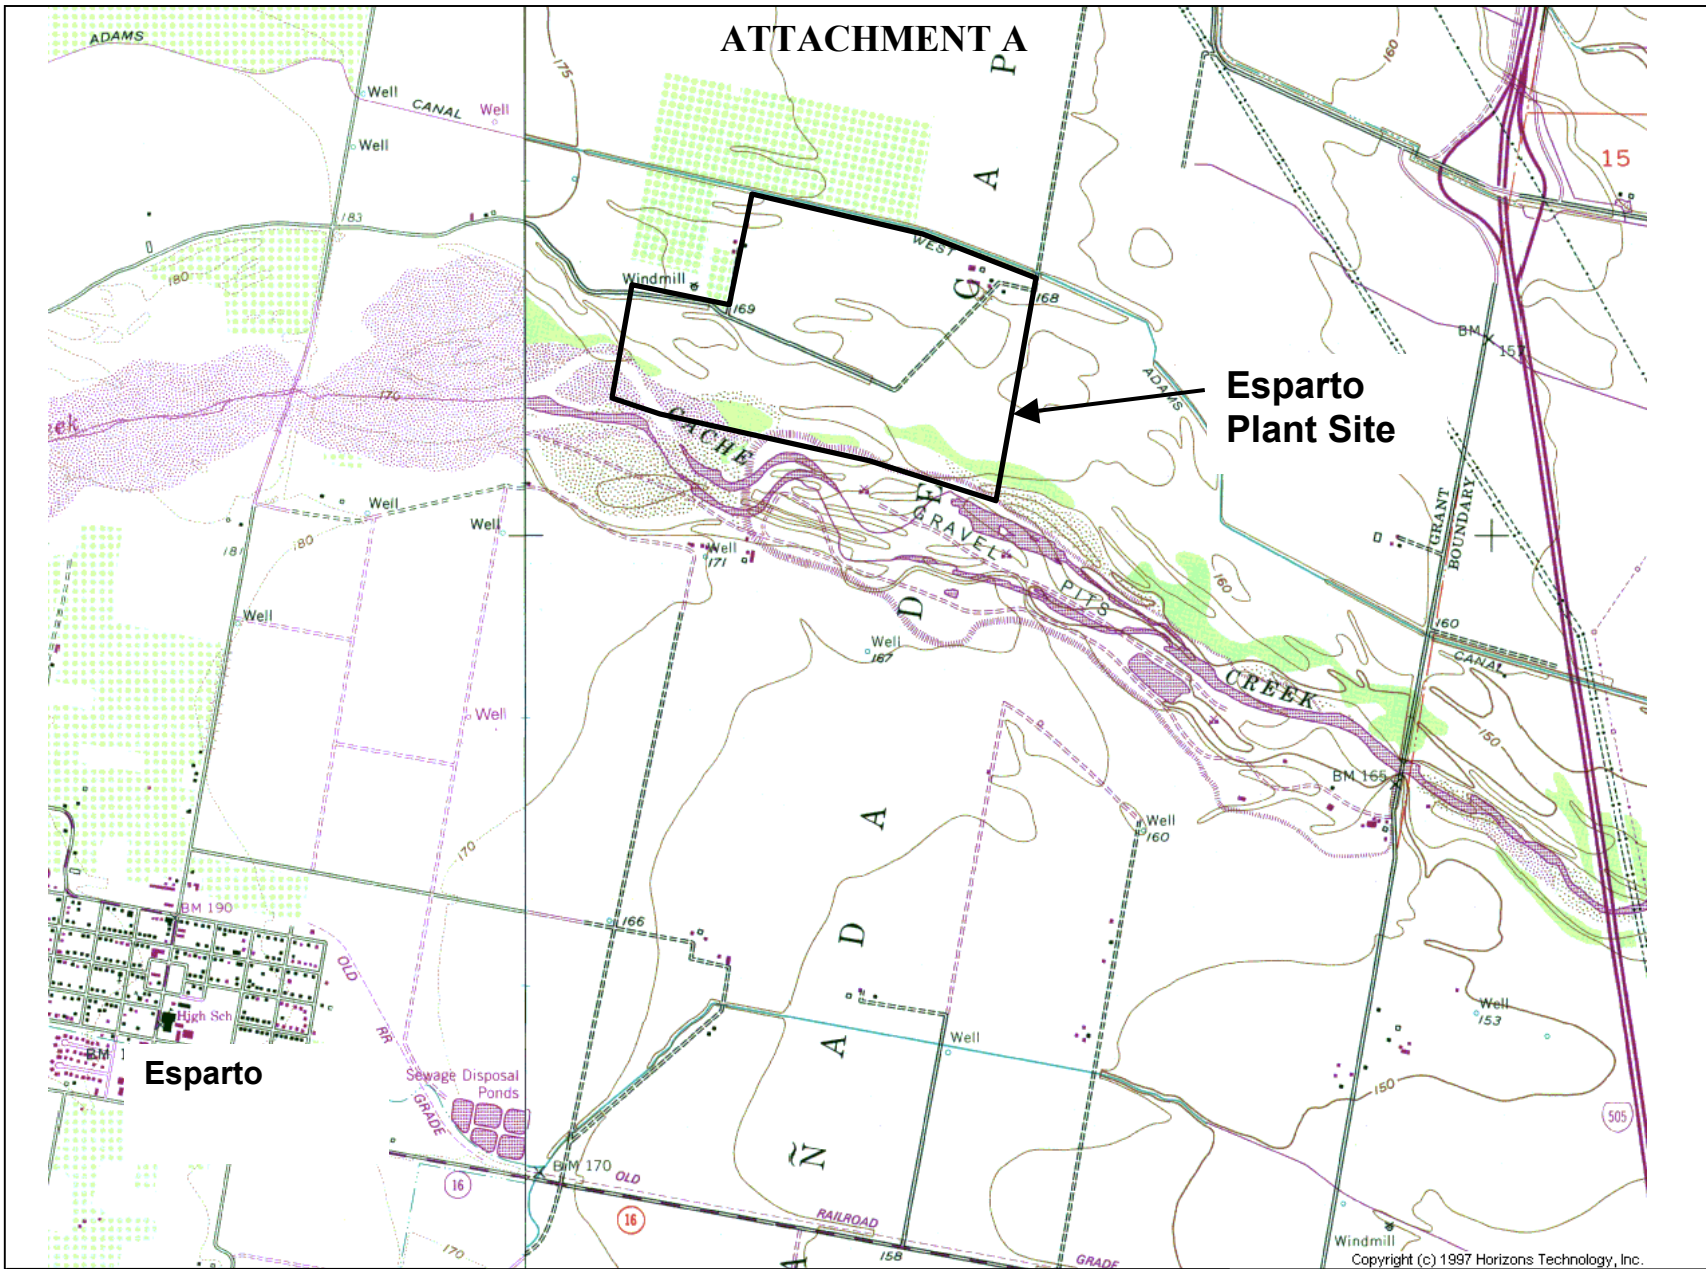 ATTACHMENT A
ADAMS
Well
CANAL
Well
Well
175
160
P
A
15
183
180
WEST
Windmill
169
G
168
BM
157
ADAMS
Esparto
Plant Site
170
eek
CACHE
E
GRAVEL
PITS
GRANT
BOUNDARY
Well
Well
181
180
Well
171
Well
D
Well
167
160
160
CANAL
CREEK
150
Well
BM 165
A
Well
160
170
BM 190
166
D
OLD
RR
GRADE
High Sch
BM 1
Esparto
Well
153
A
Well
Sewage Disposal
Ponds
150
505
BM 170
Ñ
16
OLD
16
RAILROAD
170
158
A
GRADE
Windmill
Copyright (c) 1997 Horizons Technology, Inc.